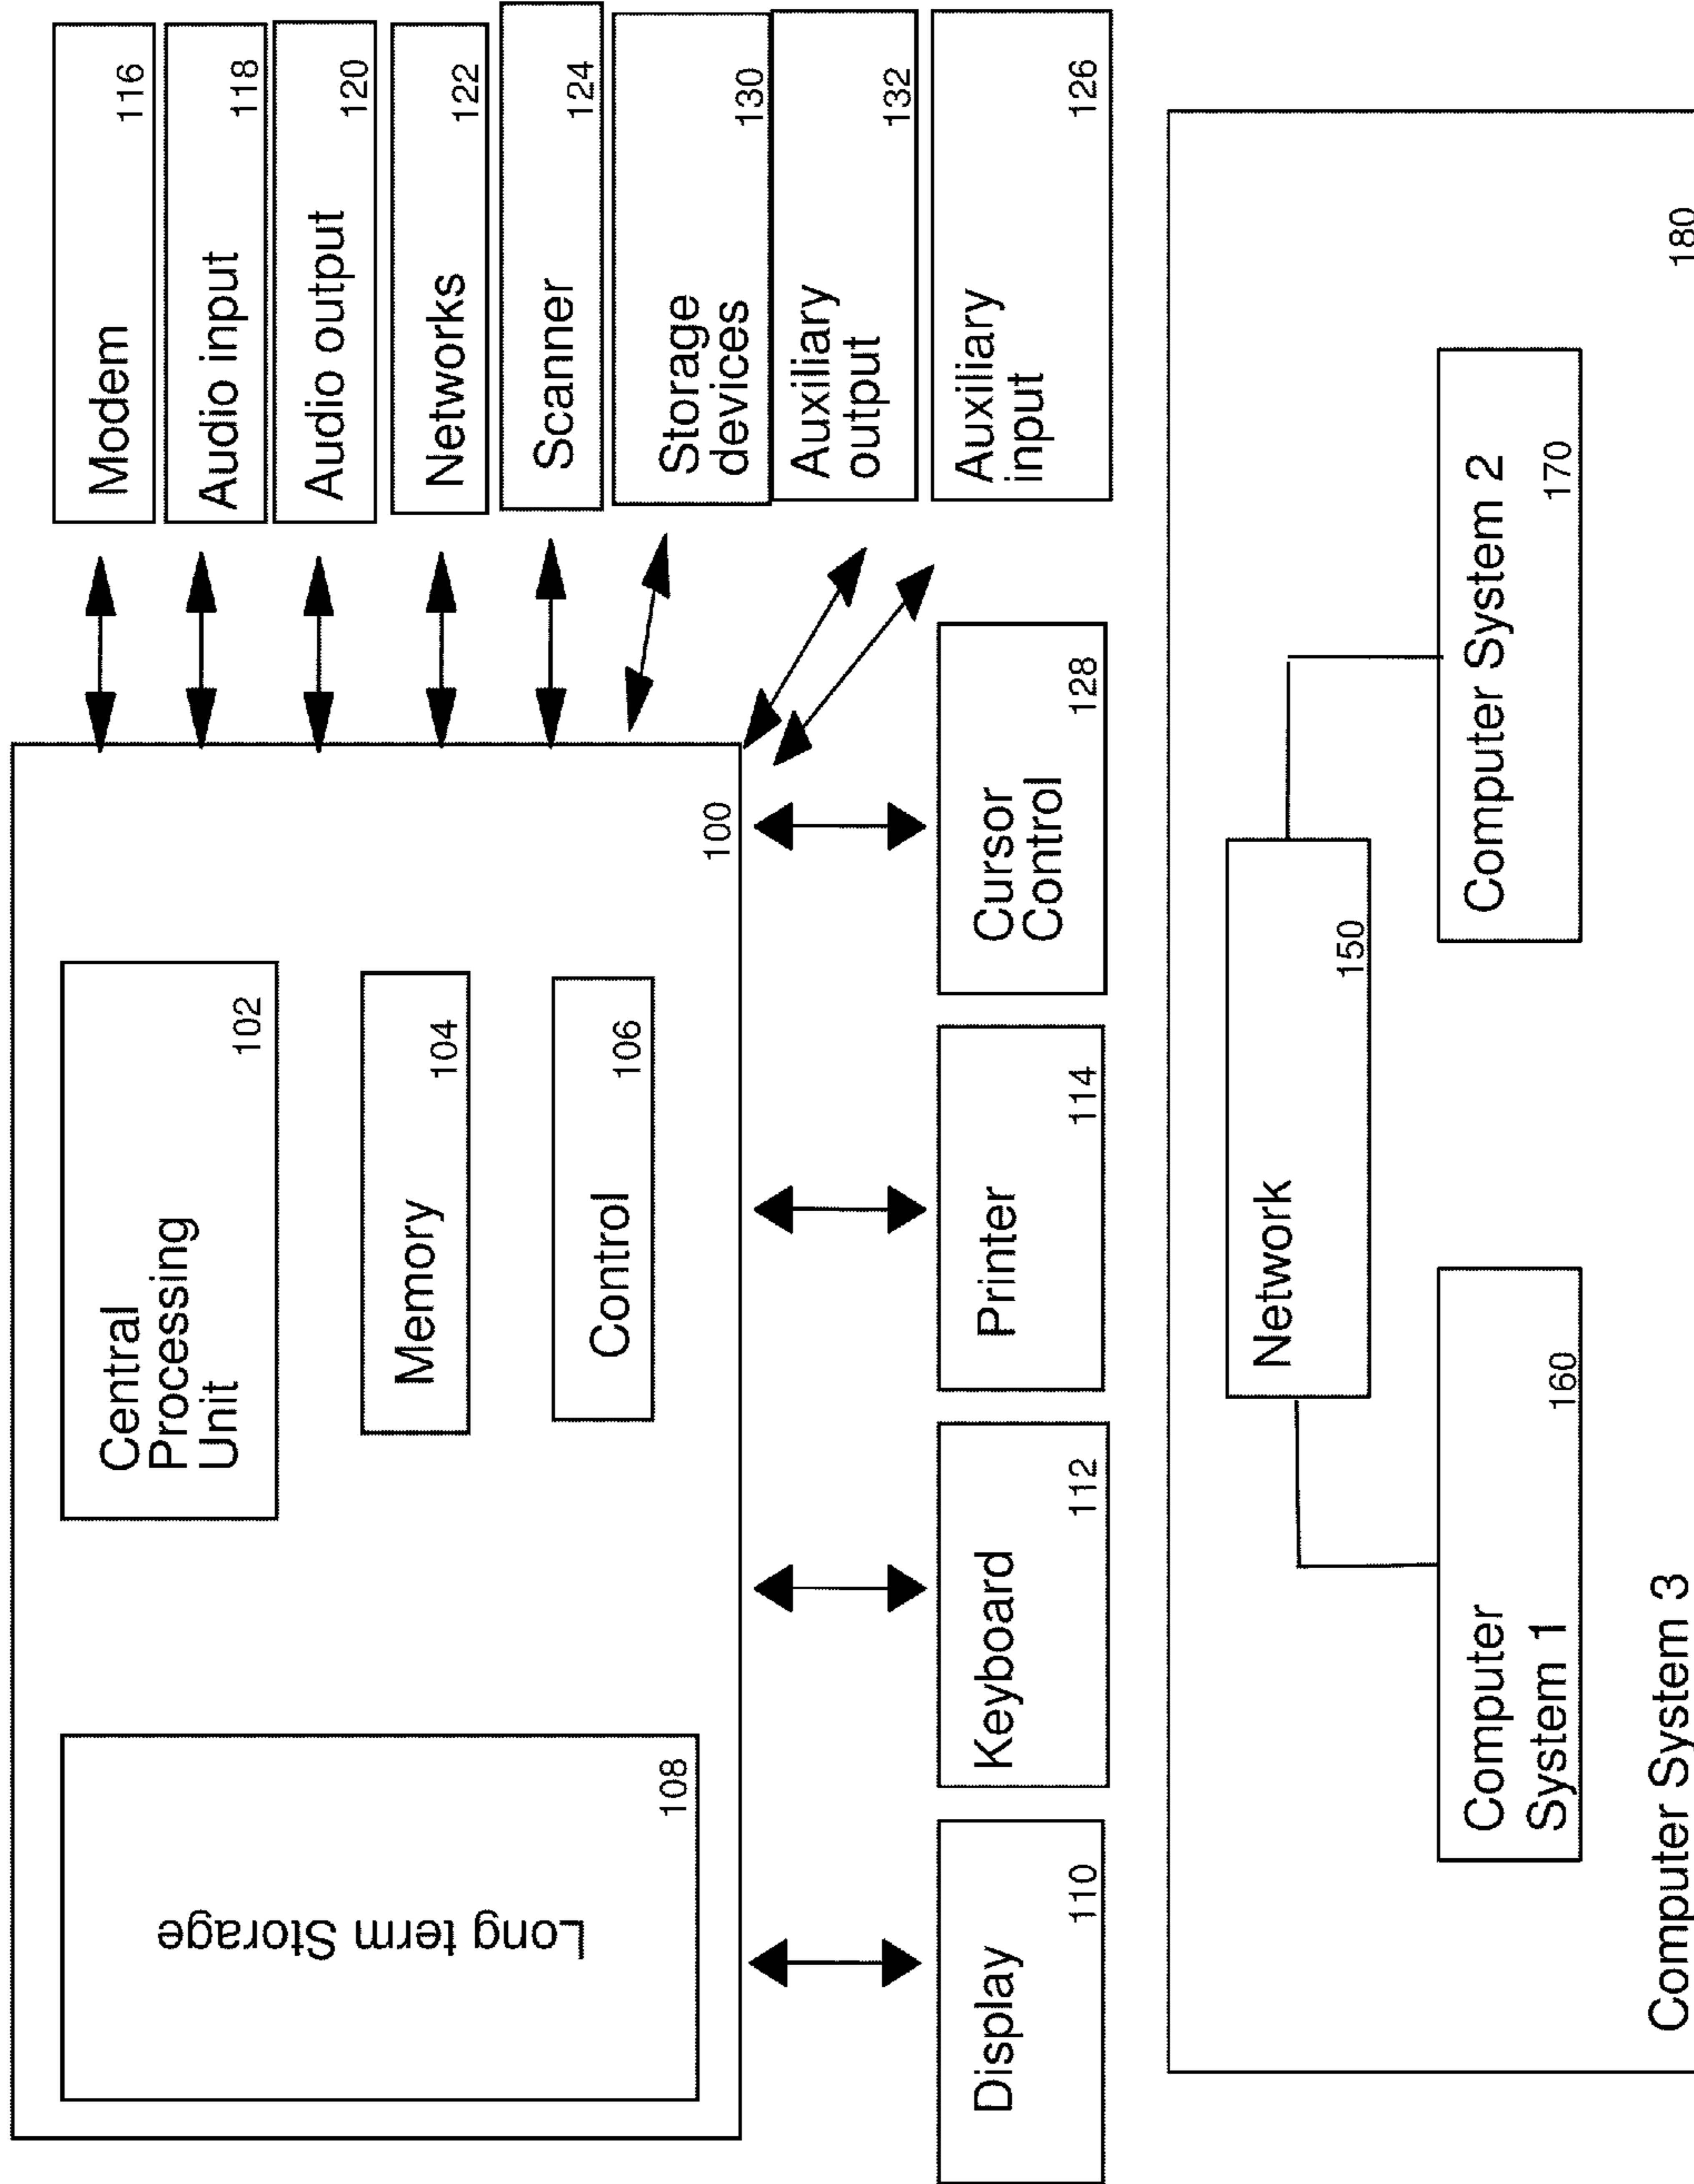 Long term Storage
108
Central
Processing
Unit
102
Memory
104
Control
106
100
Modem
116
Audio input
118
Audio output
120
Networks
122
Scanner
124
Storage
devices
130
Auxiliary
output
132
Auxiliary
input
126
Display
110
Keyboard
112
Printer
114
Cursor
Control
128
Network
150
Computer
System 1
160
Computer System 2
170
Computer System 3
180